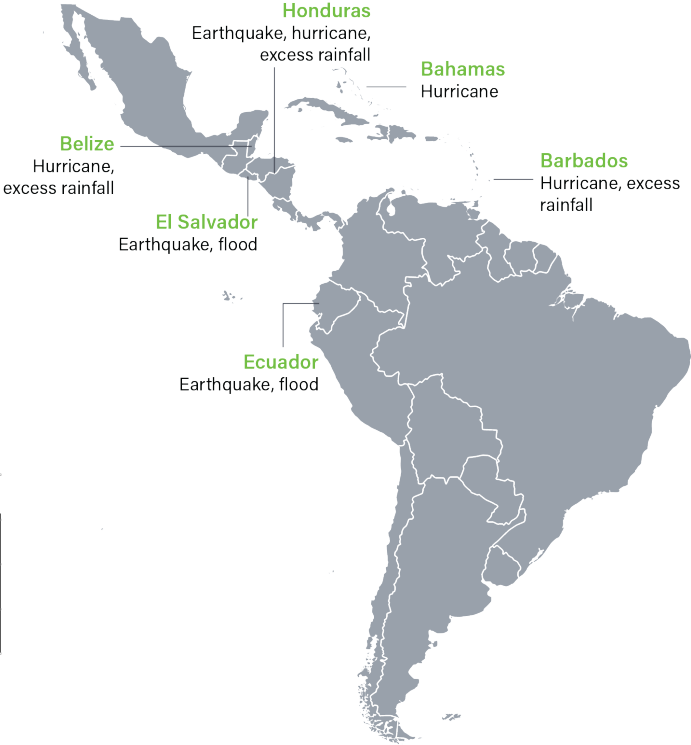 Honduras
Earthquake, hurricane,
excess rainfall
Bahamas
Hurricane
Belize
Hurricane,
excess rainfall
Barbados
Hurricane, excess
rainfall
El Salvador
Earthquake, flood
Ecuador
Earthquake, flood